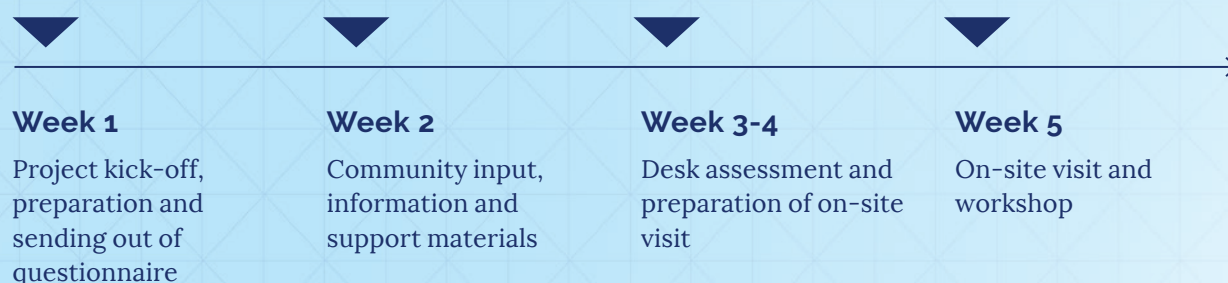 Week 1
Project kick-off,
preparation and
sending out of
questionnaire
Week 2
Community input,
information and
support materials
Week 3-4
Desk assessment and
preparation of on-site
visit
Week 5
On-site visit and
workshop